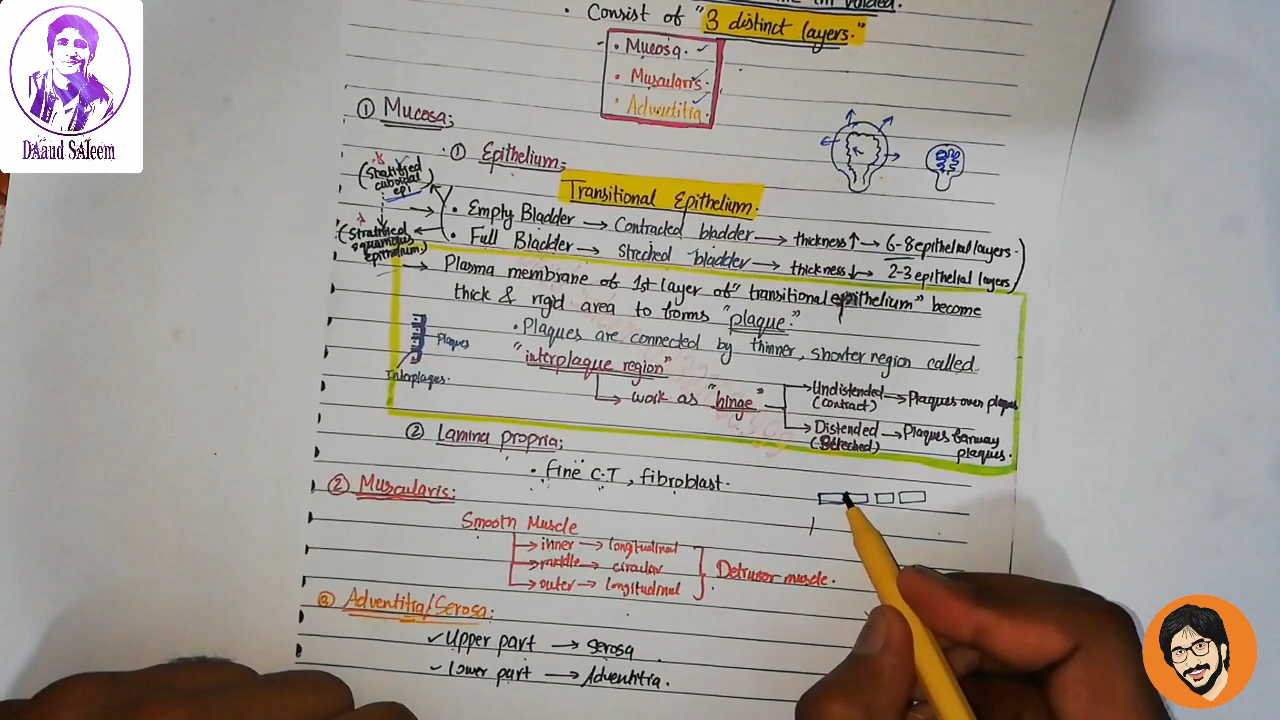 • Consist of "3 distinct layers."
• Mucosa. ✓
• Muscularis. ✓
• Adventitia. ✓
① Mucosa;
① Epithelium;
Transitional Epithelium.
(Stratified cuboidal epi)
(Stratified squamous epithelium.)
→ • Empty Bladder → Contracted bladder → thickness ↑ → 6-8 epithelial layers
• Full Bladder → Streched bladder → thickness ↓ → 2-3 epithelial layers
→ Plasma membrane of 1st layer of "transitional epithelium" become
thick & rigid area to forms "plaque."
• Plaques are connected by thinner, shorter region called
"interplaque region"
Plaques
Interplaques.
→ work as "hinge"
→ Undistended (contract) → Plaques over plaques
→ Distended (Streched) → Plaques farway plaques.
② Lamina propria;
• fine C.T, fibroblast.
② Muscularis:
Smooth Muscle
→ inner → longitudinal
→ middle → circular
→ outer → longitudinal
Detrusor muscle.
③ Adventitia/Serosa:
✓ Upper part → serosa
✓ lower part → Adventitia.
DAaud SAleem